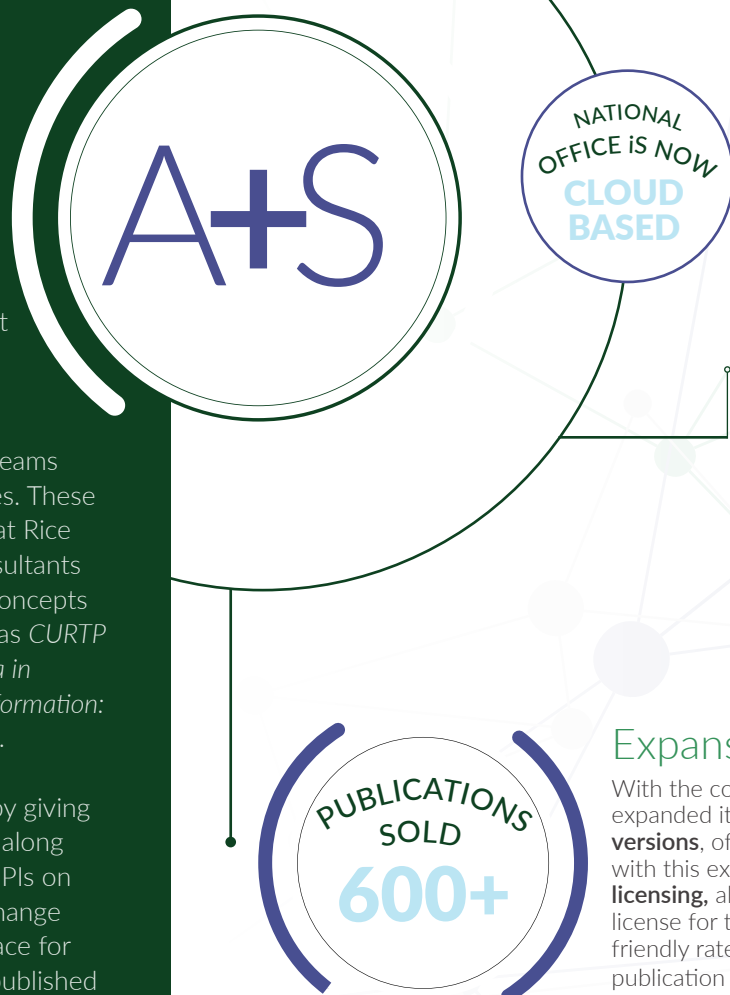 A+S
NATIONAL
OFFICE iS NOW
CLOUD
BASED
t
eams
es. These
at Rice
sultants
oncepts
as CURTP
a in
formation:
.
by giving
along
PIs on
hange
ace for
published
PUBLICATIONS
SOLD
600+
Expans
With the co
expanded it
versions, of
with this ex
licensing, al
license for t
friendly rate
publication